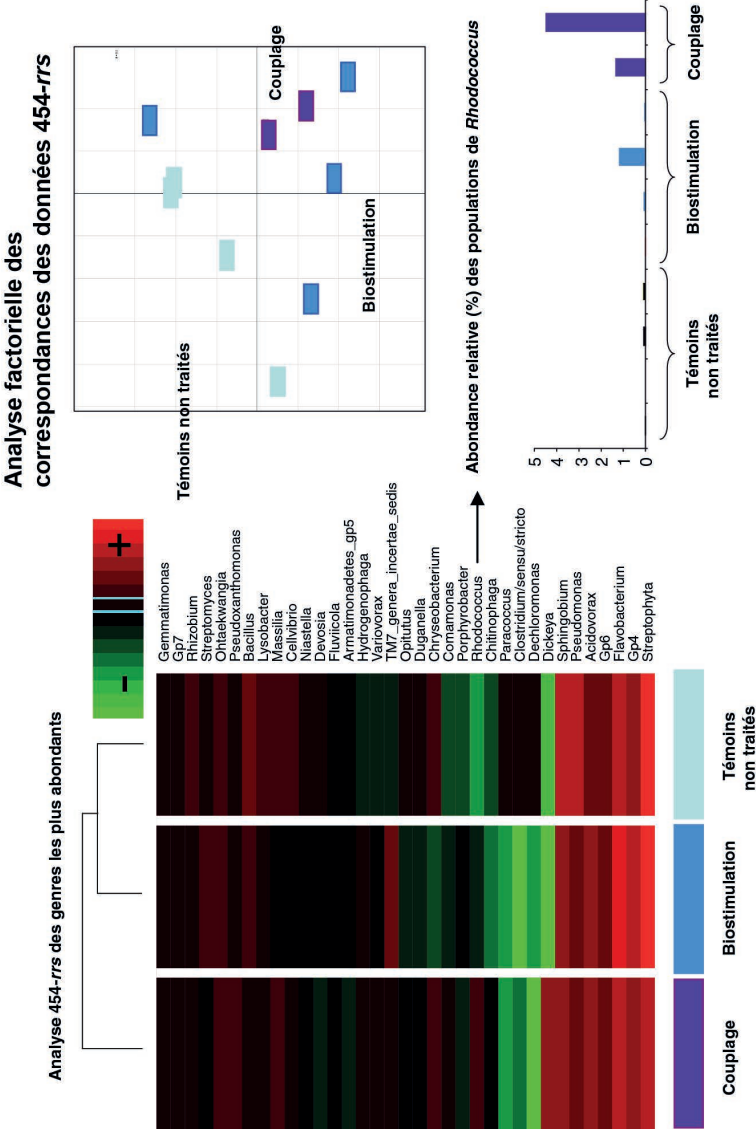 Analyse factorielle des
correspondances des données 454-rrs
Témoins non traités
Couplage
Biostimulation
Analyse 454-rrs des genres les plus abondants
-
+
Gemmatimonas
Gp7
Rhizobium
Streptomyces
Ohtaekwangia
Pseudoxanthomonas
Bacillus
Lysobacter
Massilia
Cellvibrio
Niastella
Devosia
Fluviicola
Armatimonadetes_gp5
Hydrogenophaga
Variovorax
TM7_genera_incertae_sedis
Opitutus
Duganella
Chryseobacterium
Comamonas
Porphyrobacter
Rhodococcus
Chitinophaga
Paracoccus
Clostridium/sensu/stricto
Dechloromonas
Dickeya
Sphingobium
Pseudomonas
Acidovorax
Gp6
Flavobacterium
Gp4
Streptophyta
Couplage
Biostimulation
Témoins
non traités
Abondance relative (%) des populations de Rhodococcus
5
4
3
2
1
0
Témoins
non traités
Biostimulation
Couplage